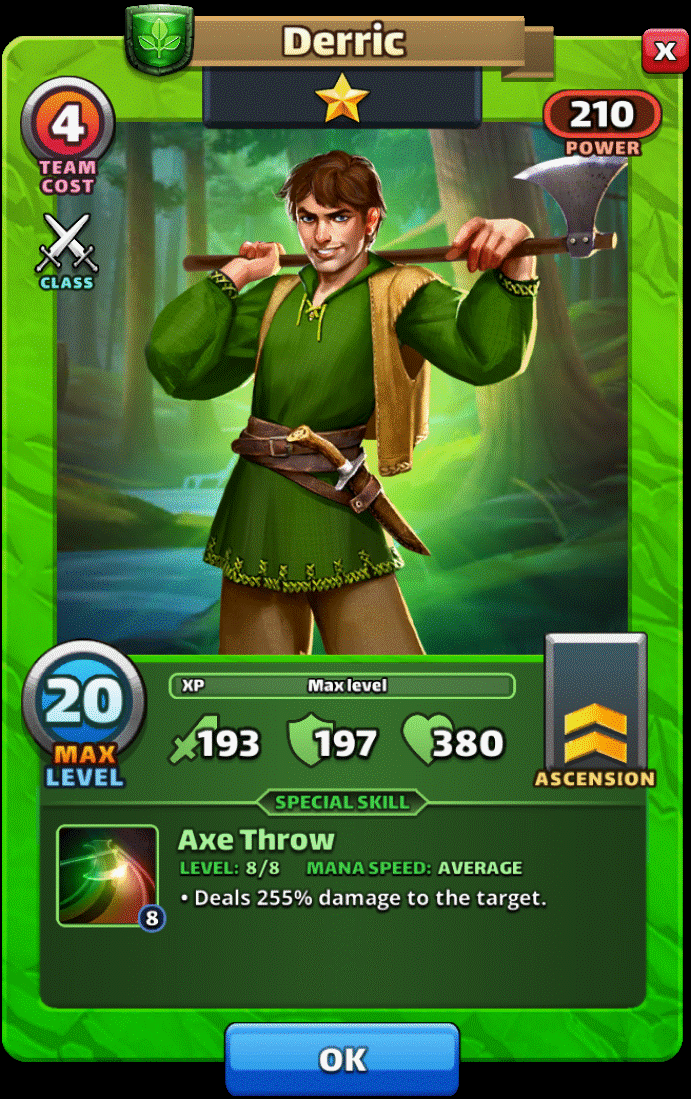 Derric
X
4
TEAM
COST
210
POWER
CLASS
20
MAX
LEVEL
XP Max level
193 197 380
ASCENSION
SPECIAL SKILL
Axe Throw
LEVEL: 8/8 MANA SPEED: AVERAGE
• Deals 255% damage to the target.
8
OK